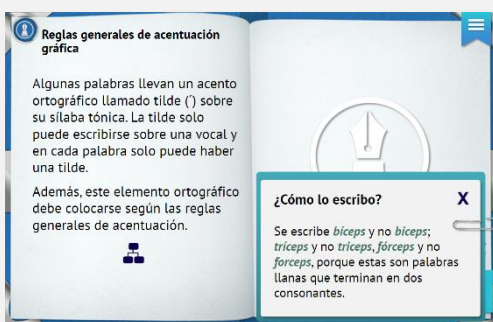 Reglas generales de acentuación
gráfica
Algunas palabras llevan un acento
ortográfico llamado tilde (´) sobre
su sílaba tónica. La tilde solo
puede escribirse sobre una vocal y
en cada palabra solo puede haber
una tilde.
Además, este elemento ortográfico
debe colocarse según las reglas
generales de acentuación.
¿Cómo lo escribo? X
Se escribe bíceps y no biceps;
tríceps y no triceps, fórceps y no
forceps, porque estas son palabras
llanas que terminan en dos
consonantes.